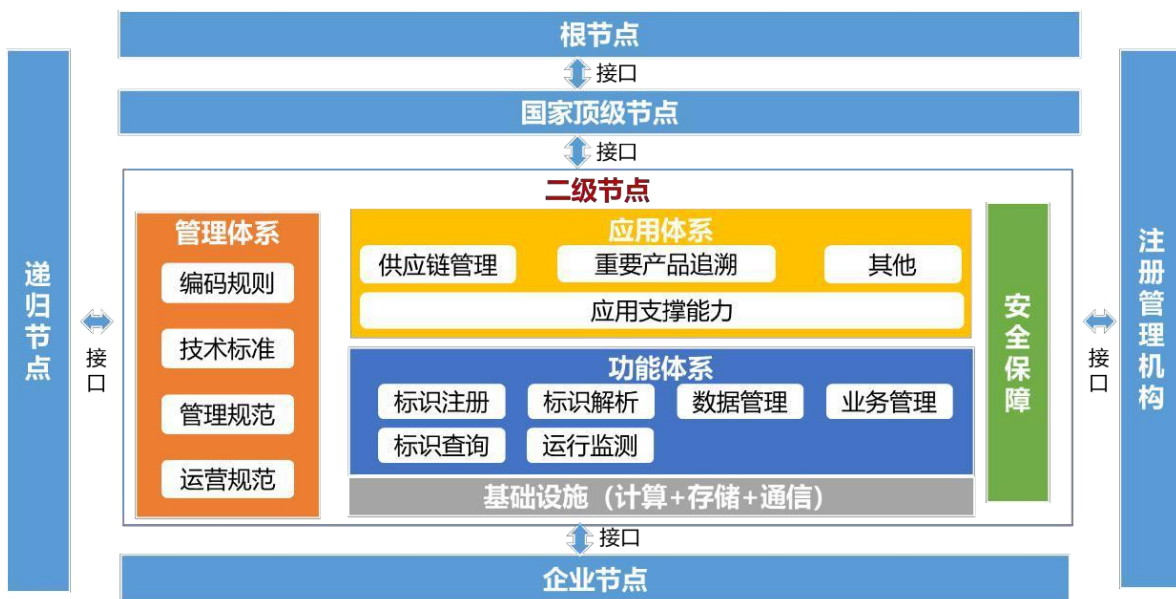 根节点
接口
国家顶级节点
接口
二级节点
递归节点
接口
管理体系
编码规则
技术标准
管理规范
运营规范
应用体系
供应链管理 重要产品追溯 其他
应用支撑能力
功能体系
标识注册 标识解析 数据管理 业务管理
标识查询 运行监测
基础设施（计算+存储+通信）
安全保障
接口
注册管理机构
接口
企业节点